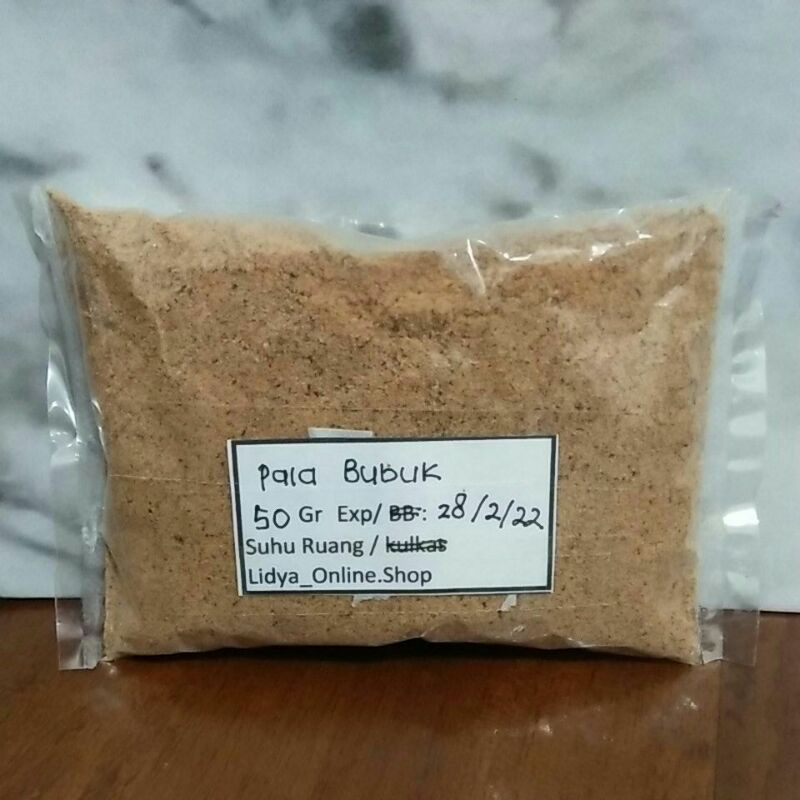 Pala Bubuk
50 Gr Exp/ BB: 28/2/22
Suhu Ruang / kulkas
Lidya_Online.Shop